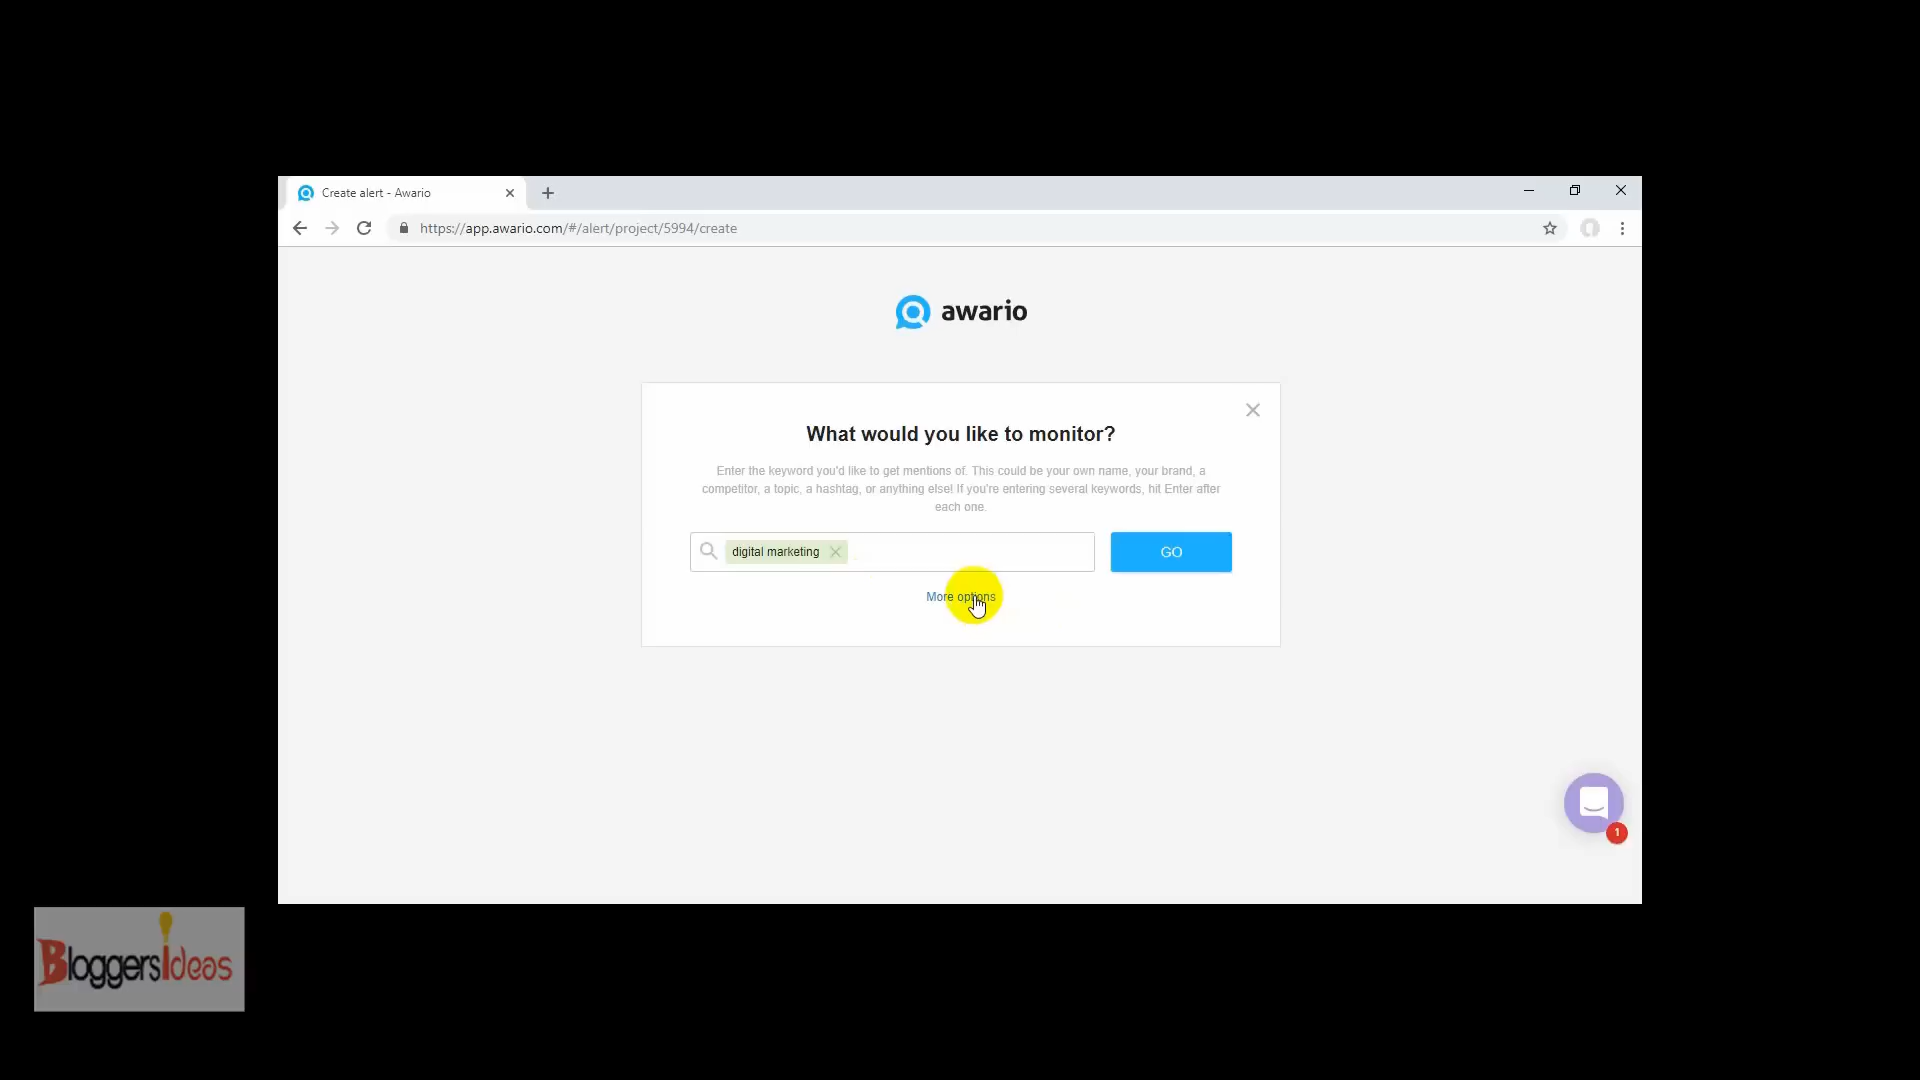 Create alert - Awario
https://app.awario.com/#/alert/project/5994/create
awario
What would you like to monitor?
Enter the keyword you'd like to get mentions of. This could be your own name, your brand, a
competitor, a topic, a hashtag, or anything else! If you're entering several keywords, hit Enter after
each one.
digital marketing
GO
More options
1
BloggersIdeas